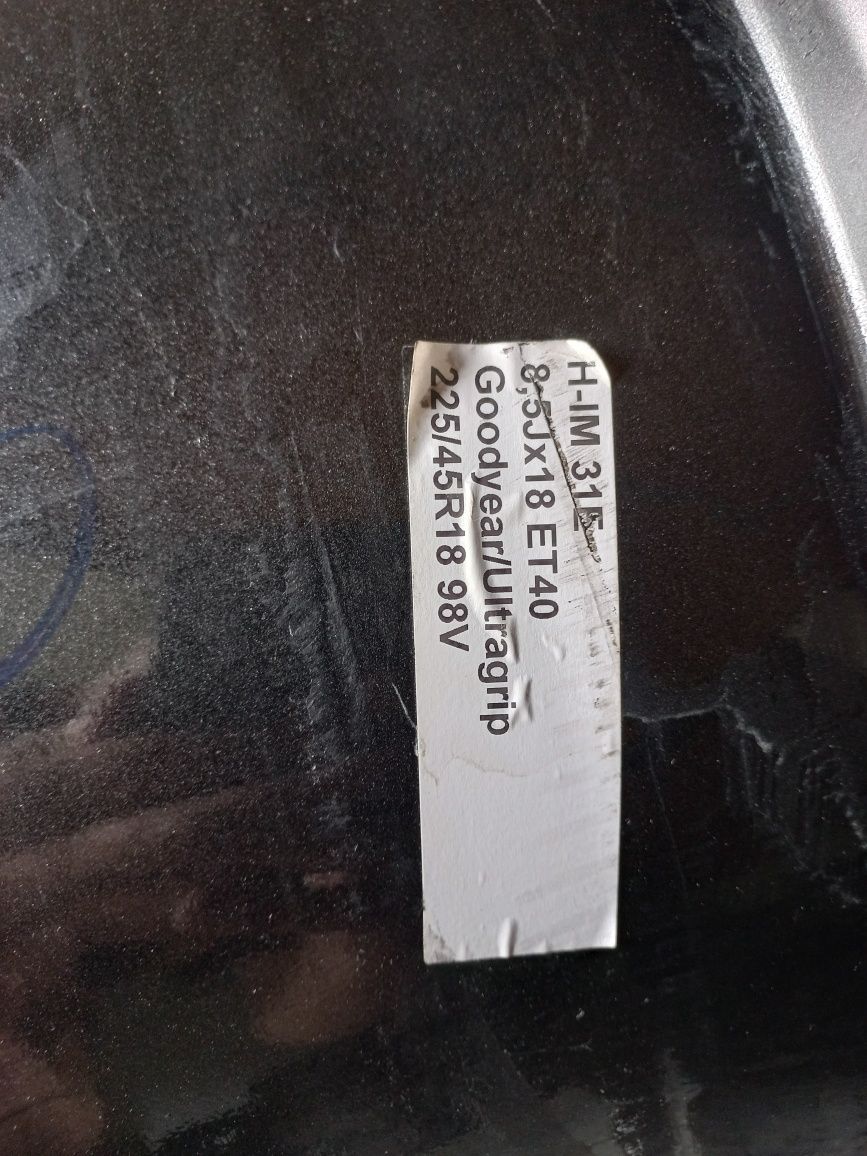 H-IM 31E
8,5Jx18 ET40
Goodyear/Ultragrip
225/45R18 98V